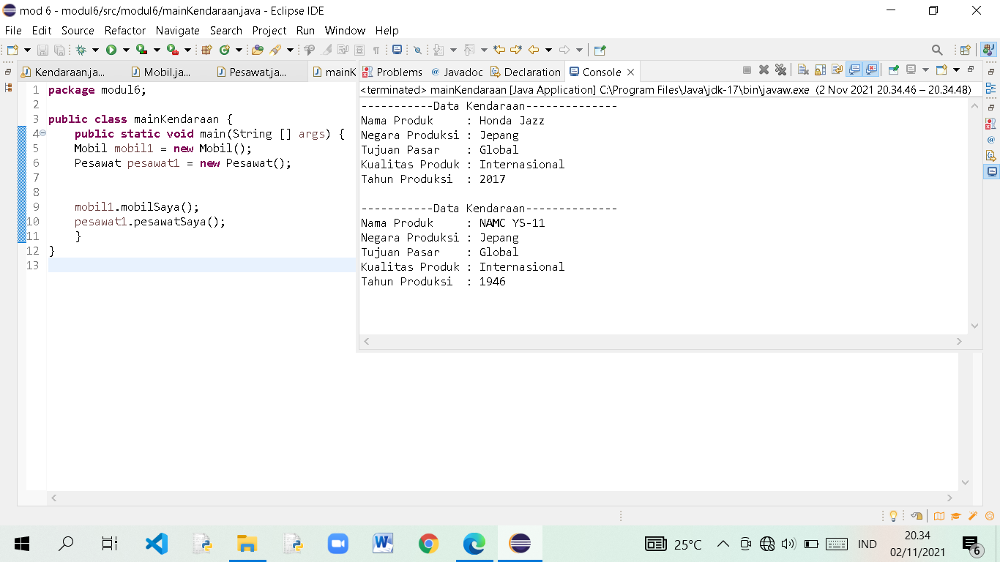 mod 6 - modul6/src/modul6/mainKendaraan.java - Eclipse IDE
File Edit Source Refactor Navigate Search Project Run Window Help
Kendaraan.ja... Mobil.ja... Pesawat.ja... mainK
Problems @ Javadoc Declaration Console
1 package modul6;
2
3 public class mainKendaraan {
4 public static void main(String [] args) {
5 Mobil mobil1 = new Mobil();
6 Pesawat pesawat1 = new Pesawat();
7
8
9 mobil1.mobilSaya();
10 pesawat1.pesawatSaya();
11 }
12 }
13
<terminated> mainKendaraan [Java Application] C:\Program Files\Java\jdk-17\bin\javaw.exe (2 Nov 2021 20.34.46 – 20.34.48)
-----------Data Kendaraan--------------
Nama Produk : Honda Jazz
Negara Produksi : Jepang
Tujuan Pasar : Global
Kualitas Produk : Internasional
Tahun Produksi : 2017
-----------Data Kendaraan--------------
Nama Produk : NAMC YS-11
Negara Produksi : Jepang
Tujuan Pasar : Global
Kualitas Produk : Internasional
Tahun Produksi : 1946
25°C
IND
20.34
02/11/2021
6